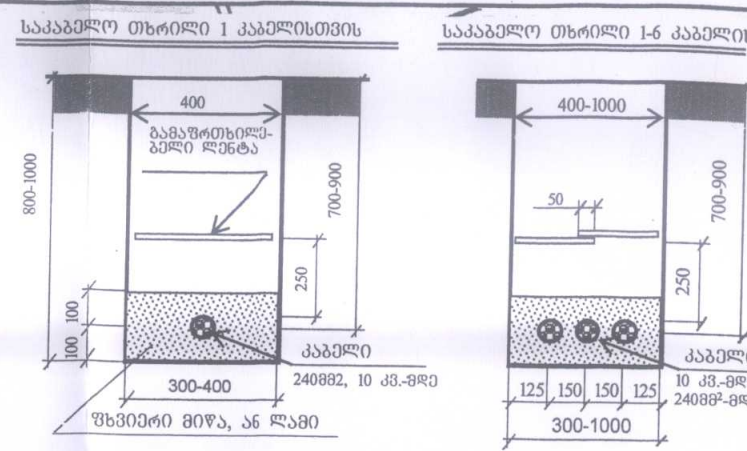 საკაბელო თხრილი 1 კაბელისთვის
400
გამაფრთხილე-
ბელი ლენტა
800-1000
700-900
250
100
100
კაბელი
240მმ2, 10 კვ.-მდე
300-400
ფხვიერი მიწა, ან ლამი
საკაბელო თხრილი 1-6
400-1000
50
700-900
250
კაბელი
10 კვ.-მდე
240მმ²-მდე
125 150 150 125
300-1000